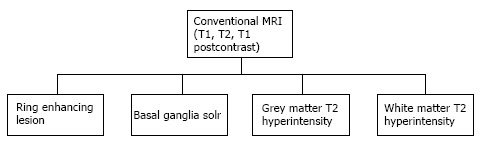 Conventional MRI
(T1, T2, T1
postcontrast)
Ring enhancing
lesion
Basal ganglia solr
Grey matter T2
hyperintensity
White matter T2
hyperintensity